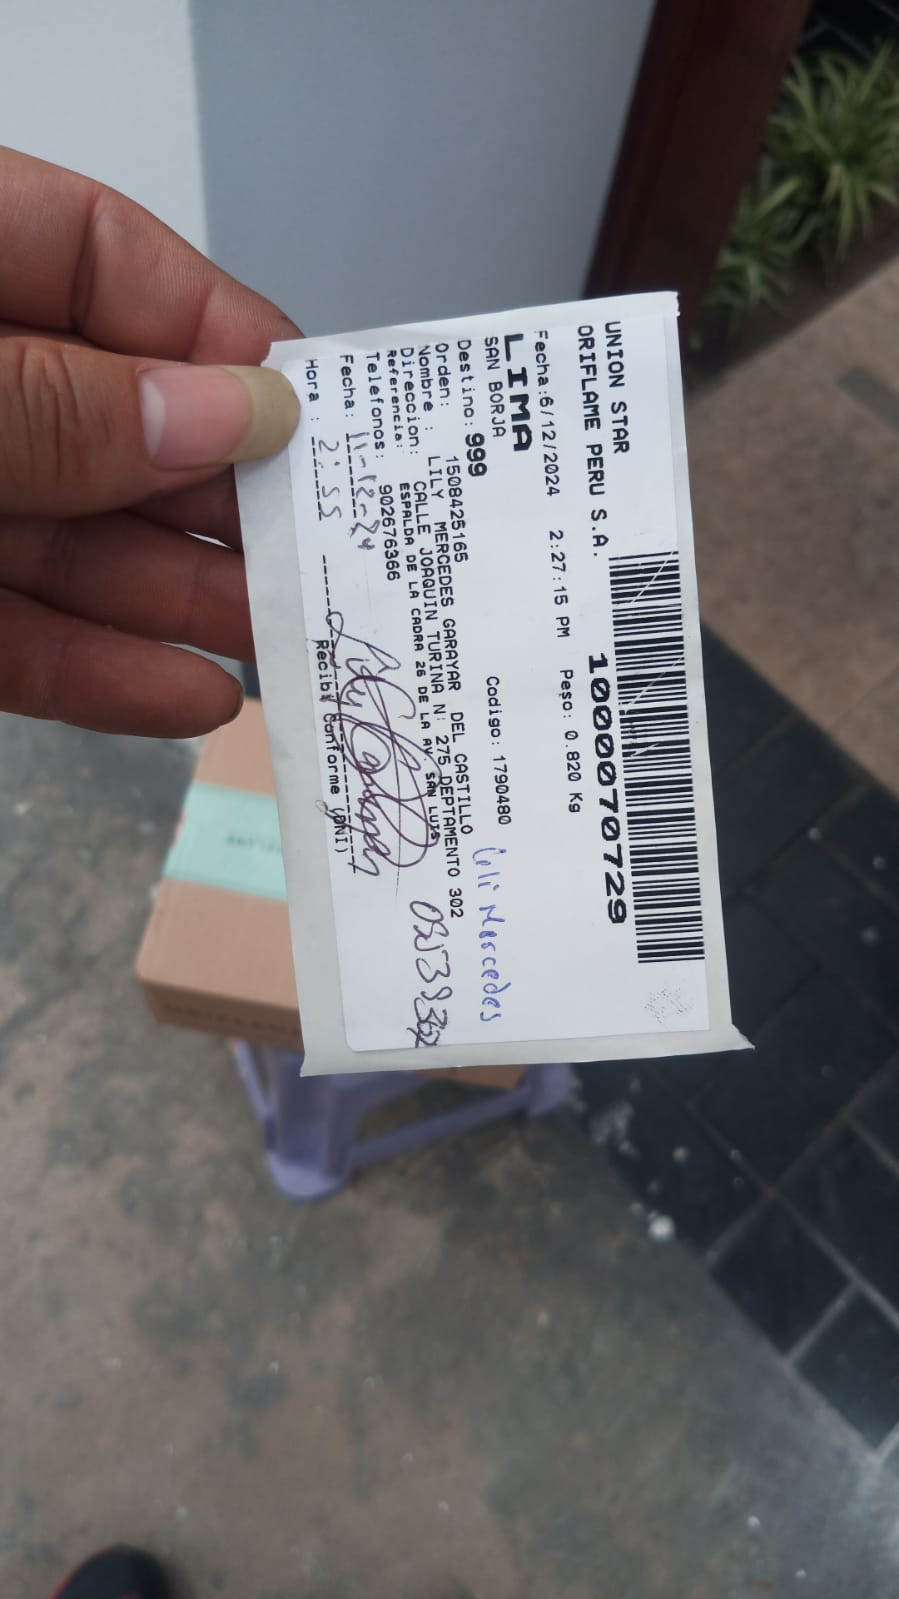 UNION STAR
ORIFLAME PERU S.A.
1000070729
Fecha:6/12/2024 2:27:15 PM Peso: 0.820 Kg
LIMA
SAN BORJA
Codigo: 1790480
Destino: 999
Orden: 1508425165
Nombre : LILY MERCEDES GARAYAR DEL CASTILLO
Direccion: CALLE JOAQUIN TURINA N: 275 DEPTAMENTO 302
Referencia: ESPALDA DE LA CADRA 26 DE LA AV SAN LUIS
Telefonos: 902676366
Fecha: 11-12-24
Hora : 2:55
Recibi Conforme (DNI)
Mercedes